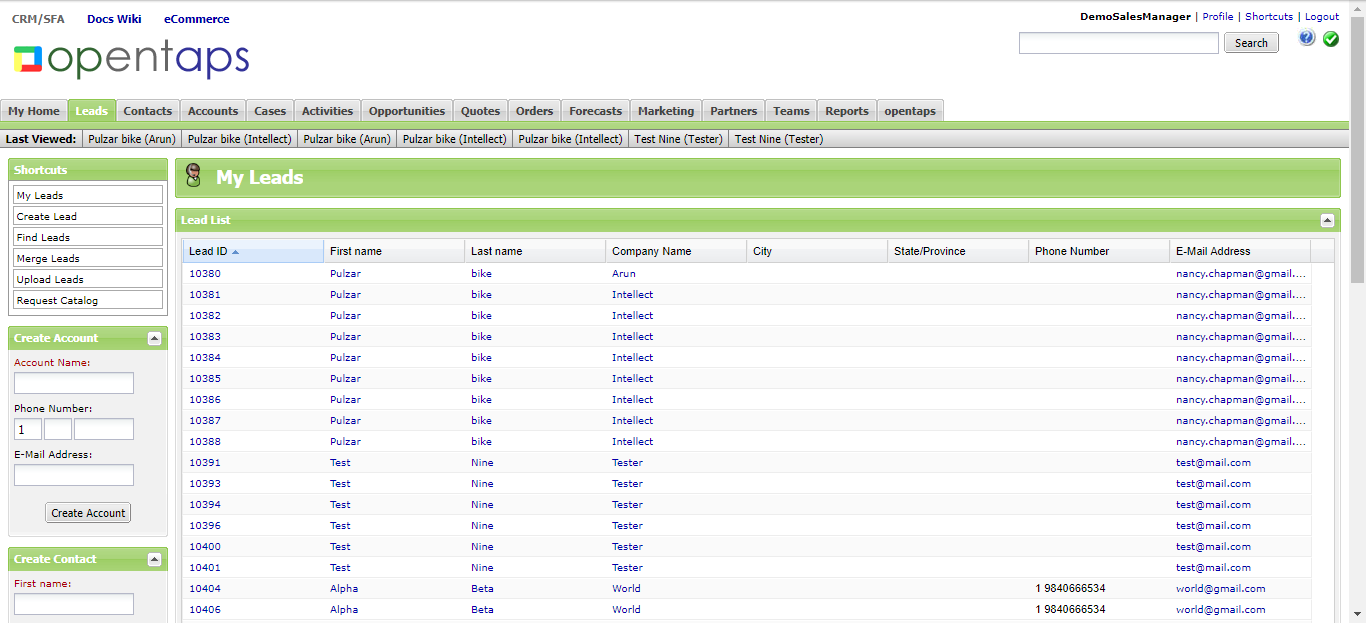 CRM/SFA Docs Wiki eCommerce
DemoSalesManager | Profile | Shortcuts | Logout
opentaps
Search
My Home Leads Contacts Accounts Cases Activities Opportunities Quotes Orders Forecasts Marketing Partners Teams Reports opentaps
Last Viewed: Pulzar bike (Arun) Pulzar bike (Intellect) Pulzar bike (Arun) Pulzar bike (Intellect) Pulzar bike (Intellect) Test Nine (Tester) Test Nine (Tester)
Shortcuts
My Leads
Create Lead
Find Leads
Merge Leads
Upload Leads
Request Catalog
Create Account
Account Name:
Phone Number:
1
E-Mail Address:
Create Account
Create Contact
First name:
My Leads
Lead List
Lead ID First name Last name Company Name City State/Province Phone Number E-Mail Address
10380 Pulzar bike Arun nancy.chapman@gmail....
10381 Pulzar bike Intellect nancy.chapman@gmail....
10382 Pulzar bike Intellect nancy.chapman@gmail....
10383 Pulzar bike Intellect nancy.chapman@gmail....
10384 Pulzar bike Intellect nancy.chapman@gmail....
10385 Pulzar bike Intellect nancy.chapman@gmail....
10386 Pulzar bike Intellect nancy.chapman@gmail....
10387 Pulzar bike Intellect nancy.chapman@gmail....
10388 Pulzar bike Intellect nancy.chapman@gmail....
10391 Test Nine Tester test@mail.com
10393 Test Nine Tester test@mail.com
10394 Test Nine Tester test@mail.com
10396 Test Nine Tester test@mail.com
10400 Test Nine Tester test@mail.com
10401 Test Nine Tester test@mail.com
10404 Alpha Beta World 1 9840666534 world@gmail.com
10406 Alpha Beta World 1 9840666534 world@gmail.com